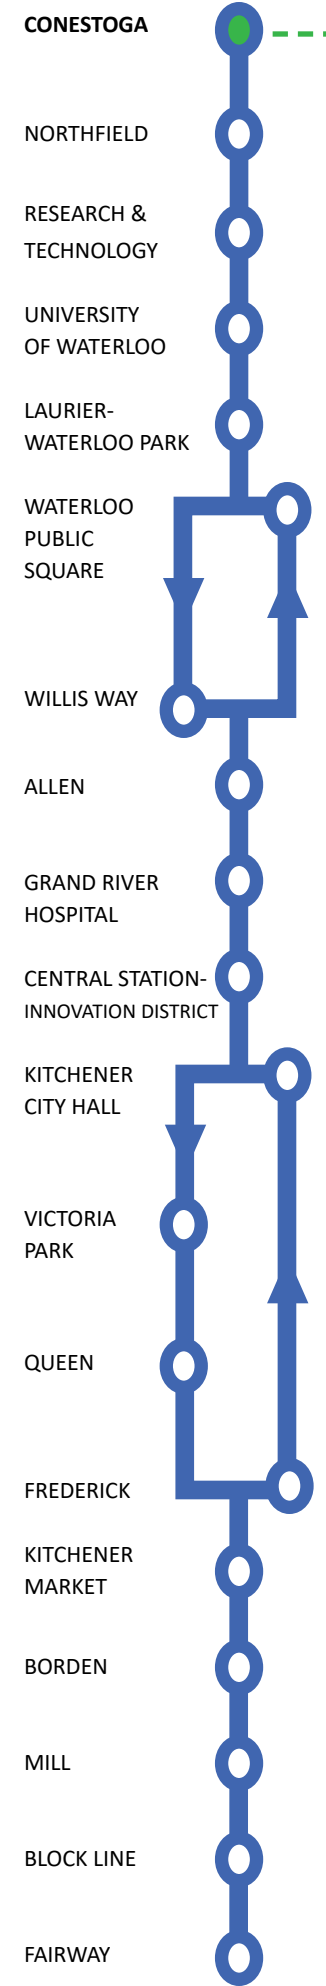 CONESTOGA
NORTHFIELD
RESEARCH &
TECHNOLOGY
UNIVERSITY
OF WATERLOO
LAURIER-
WATERLOO PARK
WATERLOO
PUBLIC
SQUARE
WILLIS WAY
ALLEN
GRAND RIVER
HOSPITAL
CENTRAL STATION-
INNOVATION DISTRICT
KITCHENER
CITY HALL
VICTORIA
PARK
QUEEN
FREDERICK
KITCHENER
MARKET
BORDEN
MILL
BLOCK LINE
FAIRWAY